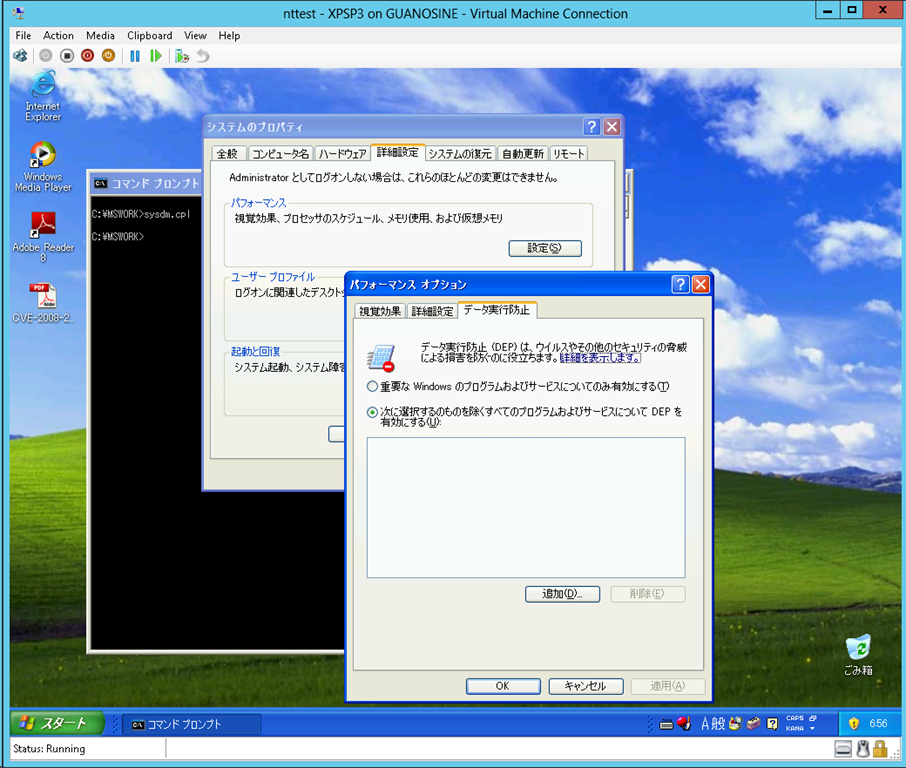 nttest - XPSP3 on GUANOSINE - Virtual Machine Connection
File Action Media Clipboard View Help
Internet
Explorer
Windows
Media Player
Adobe Reader
8
CVE-2008-2...
コマンド プロンプト
C:¥MSWORK>sysdm.cpl
C:¥MSWORK>
システムのプロパティ
全般 コンピュータ名 ハードウェア 詳細設定 システムの復元 自動更新 リモート
Administrator としてログオンしない場合は、これらのほとんどの変更はできません。
パフォーマンス
視覚効果、プロセッサのスケジュール、メモリ使用、および仮想メモリ
設定(S)
ユーザー プロファイル
ログオンに関連したデスクト
起動と回復
システム起動、システム障
パフォーマンス オプション
視覚効果 詳細設定 データ実行防止
データ実行防止 (DEP) は、ウイルスやその他のセキュリティの脅威
による損害を防ぐのに役立ちます。詳細を表示します。
重要な Windows のプログラムおよびサービスについてのみ有効にする(T)
次に選択するものを除くすべてのプログラムおよびサービスについて DEP を
有効にする(U):
追加(D)... 削除(E)
OK キャンセル 適用(A)
ごみ箱
スタート コマンド プロンプト A 般 CAPS KANA 6:56
Status: Running